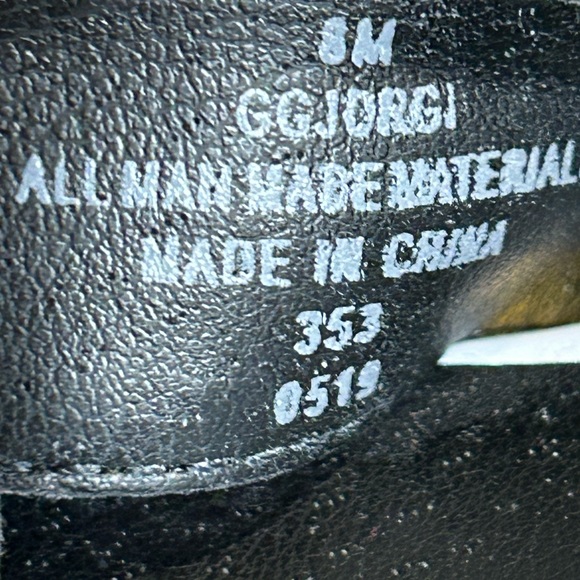 8M
GGJORGI
ALL MAN MADE MATERIAL
MADE IN CHINA
353
0519